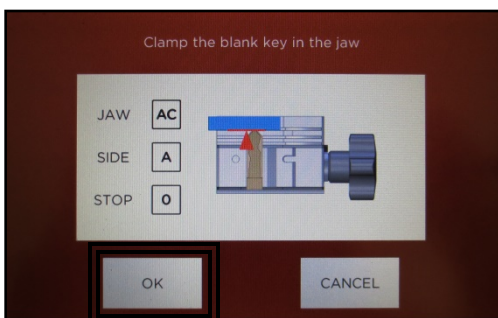 Clamp the blank key in the jaw
JAW AC
SIDE A
STOP 0
OK
CANCEL